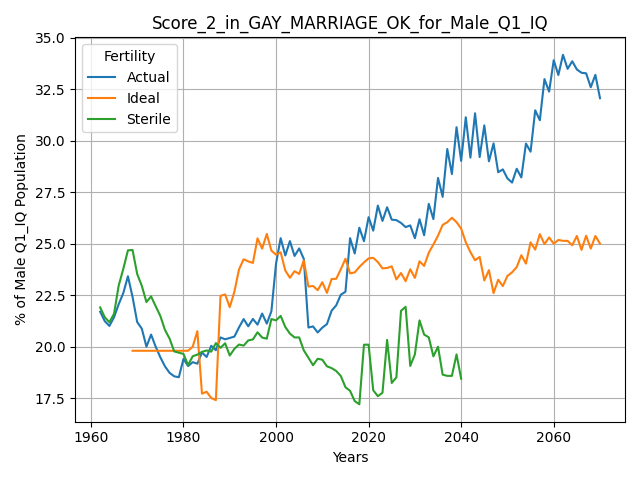 Score_2_in_GAY_MARRIAGE_OK_for_Male_Q1_IQ
Fertility
Actual
Ideal
Sterile
% of Male Q1_IQ Population
35.0
32.5
30.0
27.5
25.0
22.5
20.0
17.5
1960
1980
2000
2020
2040
2060
Years